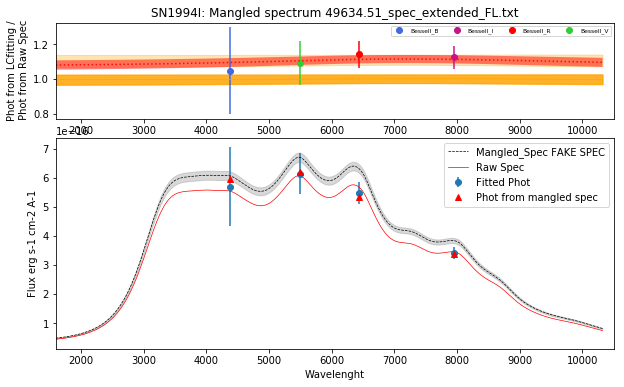 SN1994I: Mangled spectrum 49634.51_spec_extended_FL.txt
Phot from LCfitting /
Phot from Raw Spec
1.2
1.0
0.8
Bessell_B
Bessell_I
Bessell_R
Bessell_V
2000 3000 4000 5000 6000 7000 8000 9000 10000
Flux erg s-1 cm-2 A-1
7
6
5
4
3
2
1
Mangled_Spec FAKE SPEC
Raw Spec
Fitted Phot
Phot from mangled spec
2000 3000 4000 5000 6000 7000 8000 9000 10000
Wavelenght